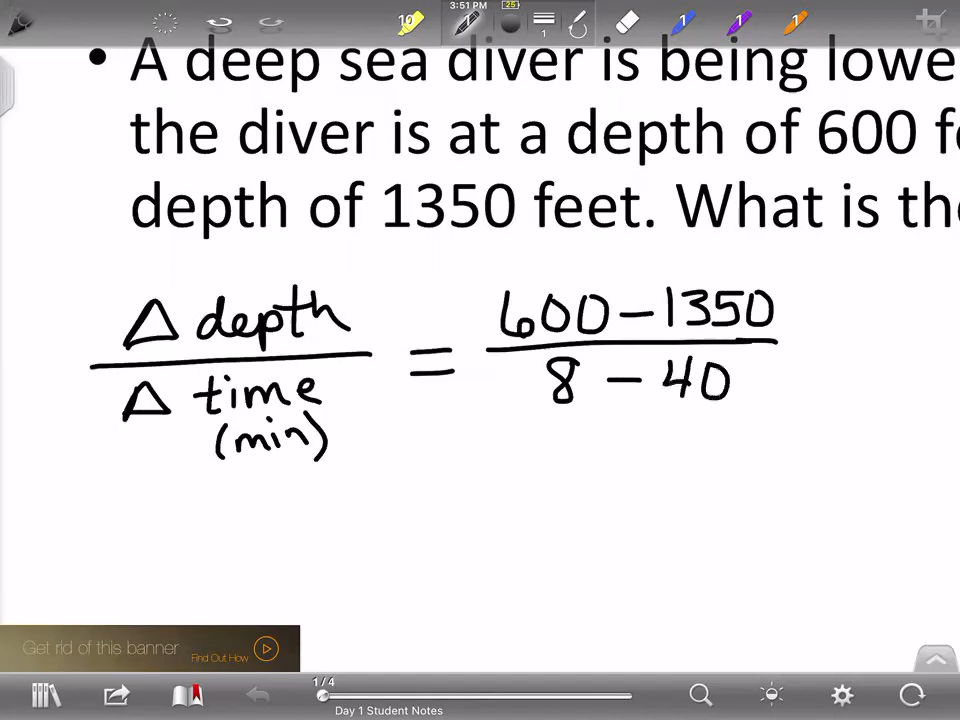 3:51 PM
25
10 1 1 1 1 1
• A deep sea diver is being lowe
the diver is at a depth of 600 fe
depth of 1350 feet. What is the
Δ depth = 600 – 1350
Δ time 8 – 40
(min)
Get rid of this banner
Find Out How
1/4
Day 1 Student Notes